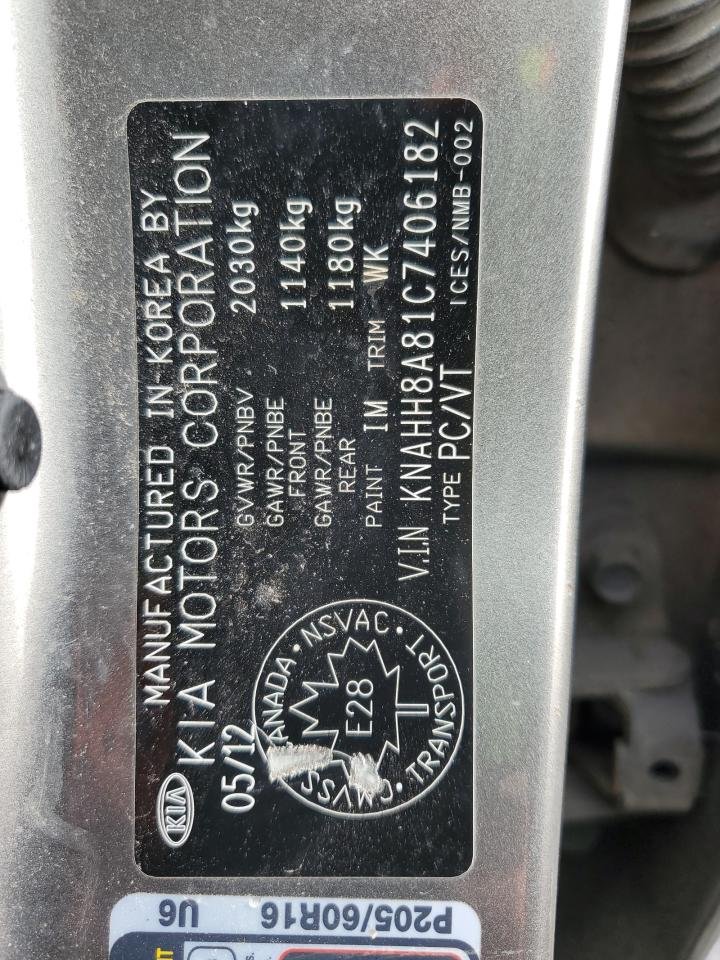 KIA
MANUFACTURED IN KOREA BY
KIA MOTORS CORPORATION
05/12
GVWR/PNBV 2030kg
GAWR/PNBE FRONT 1140kg
GAWR/PNBE REAR 1180kg
PAINT IM TRIM WK
V.I.N KNAHH8A81C7406182
TYPE PC/VT ICES/NMB-002
CANADA · NSVAC · TRANSPORT · CMVSS
E28
P205/60R16 U6